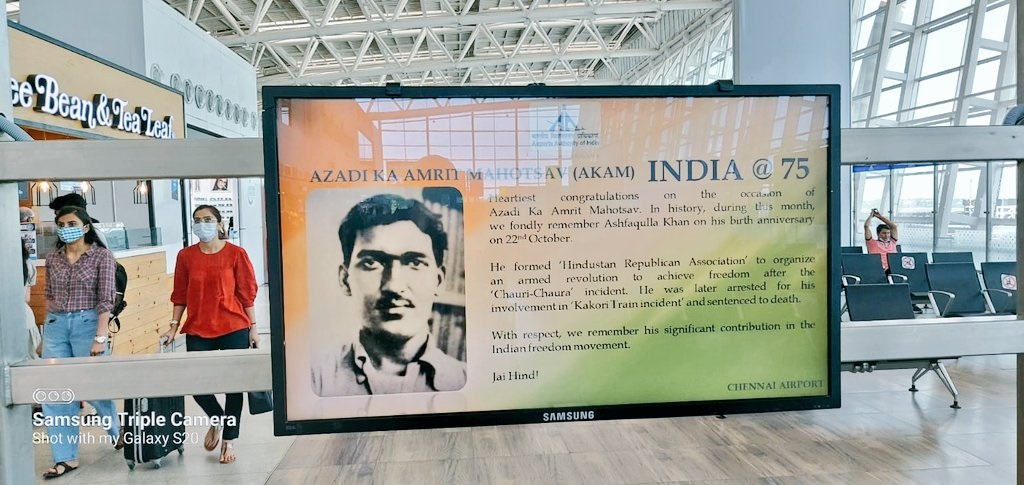 ee Bean & Tea Leaf
Airports Authority of India
AZADI KA AMRIT MAHOTSAV (AKAM) INDIA @ 75
Heartiest congratulations on the occasion of
Azadi Ka Amrit Mahotsav. In history, during this month,
we fondly remember Ashfaqulla Khan on his birth anniversary
on 22nd October.
He formed 'Hindustan Republican Association' to organize
an armed revolution to achieve freedom after the
'Chauri-Chaura' incident. He was later arrested for his
involvement in 'Kakori Train incident' and sentenced to death.
With respect, we remember his significant contribution in the
Indian freedom movement.
Jai Hind!
CHENNAI AIRPORT
SAMSUNG
Samsung Triple Camera
Shot with my Galaxy S20